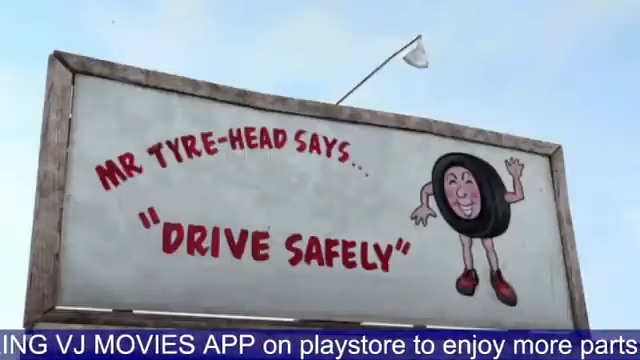 MR TYRE-HEAD SAYS...
"DRIVE SAFELY"
ING VJ MOVIES APP on playstore to enjoy more parts